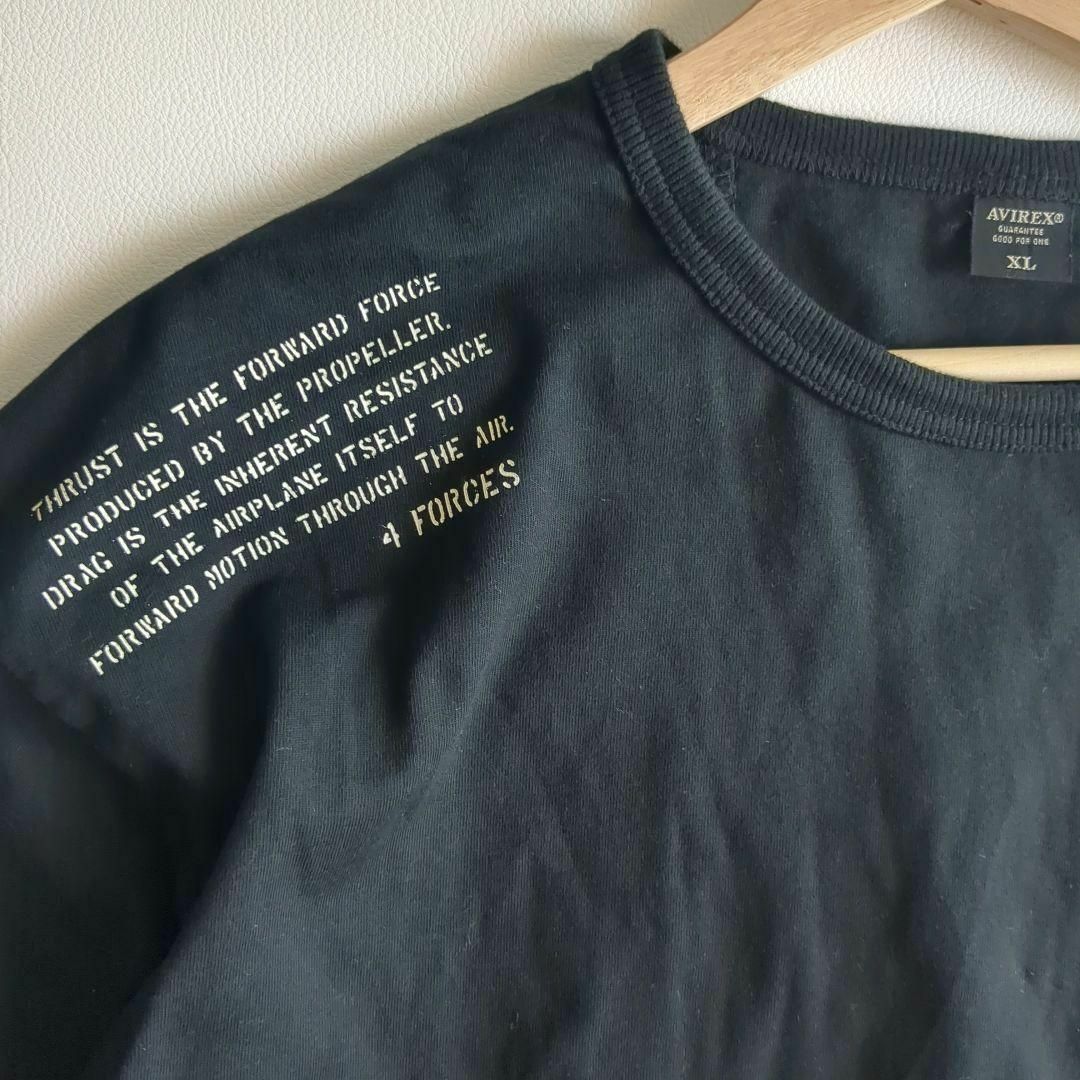 THRUST IS THE FORWARD FORCE
PRODUCED BY THE PROPELLER.
DRAG IS THE INHERENT RESISTANCE
OF THE AIRPLANE ITSELF TO
FORWARD MOTION THROUGH THE AIR.
4 FORCES
AVIREX®
GUARANTEE
GOOD FOR ONE
XL